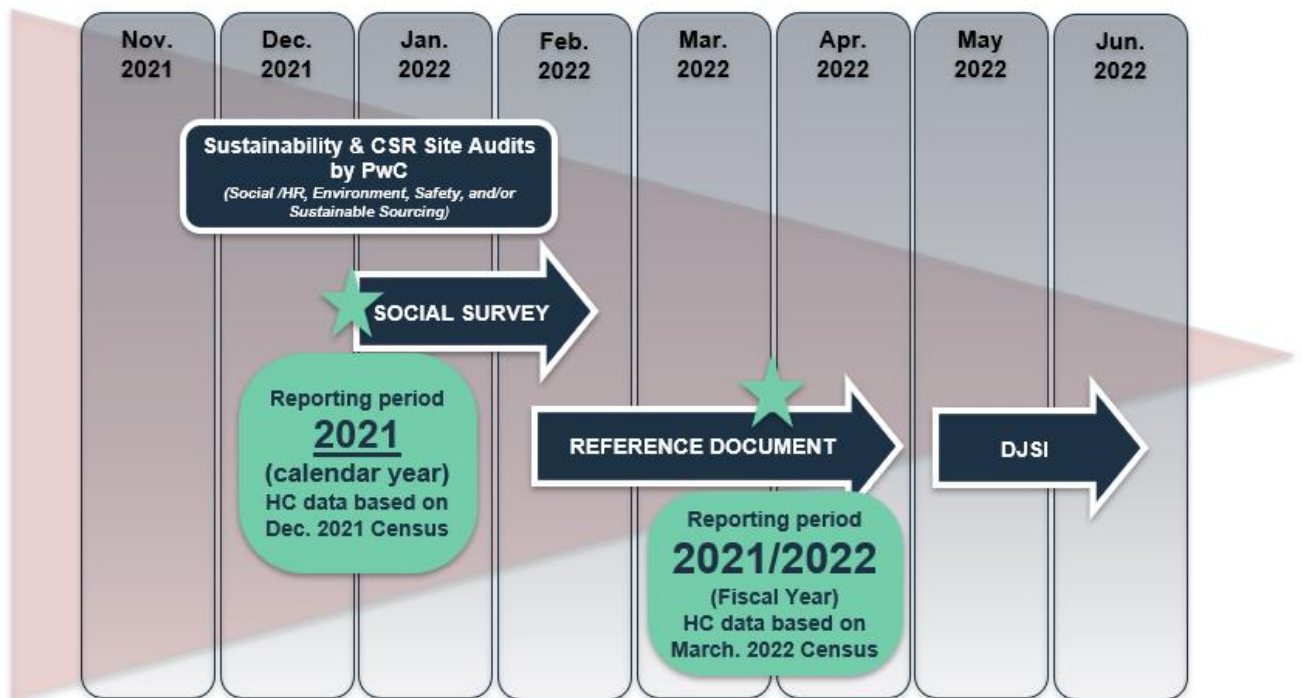 Nov.
2021
Dec.
2021
Jan.
2022
Feb.
2022
Mar.
2022
Apr.
2022
May
2022
Jun.
2022
Sustainability & CSR Site Audits
by PwC
(Social /HR, Environment, Safety, and/or
Sustainable Sourcing)
SOCIAL SURVEY
Reporting period
2021
(calendar year)
HC data based on
Dec. 2021 Census
REFERENCE DOCUMENT
DJSI
Reporting period
2021/2022
(Fiscal Year)
HC data based on
March. 2022 Census